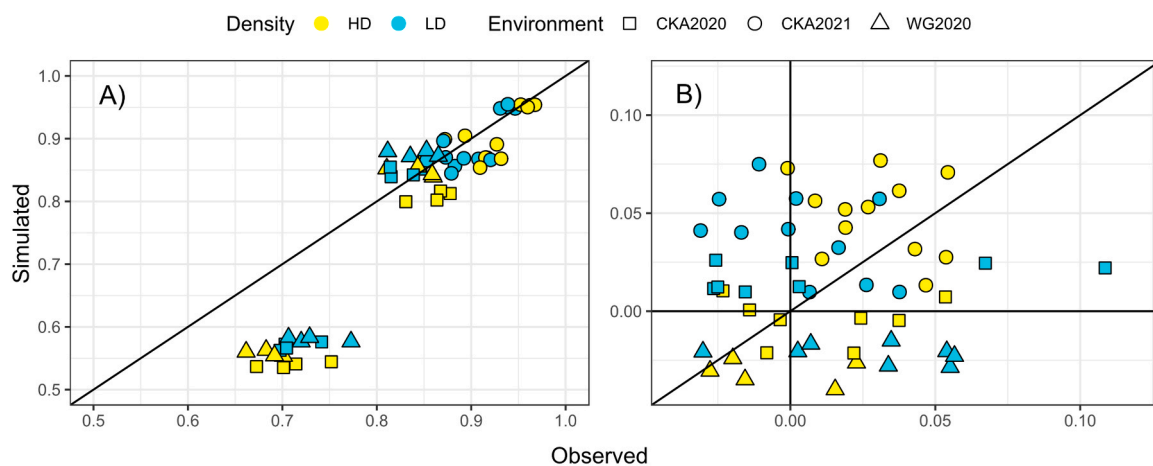 Density HD LD Environment CKA2020 CKA2021 WG2020
A)
B)
Simulated
1.0
0.9
0.8
0.7
0.6
0.5
0.5 0.6 0.7 0.8 0.9 1.0
0.10
0.05
0.00
0.00 0.05 0.10
Observed